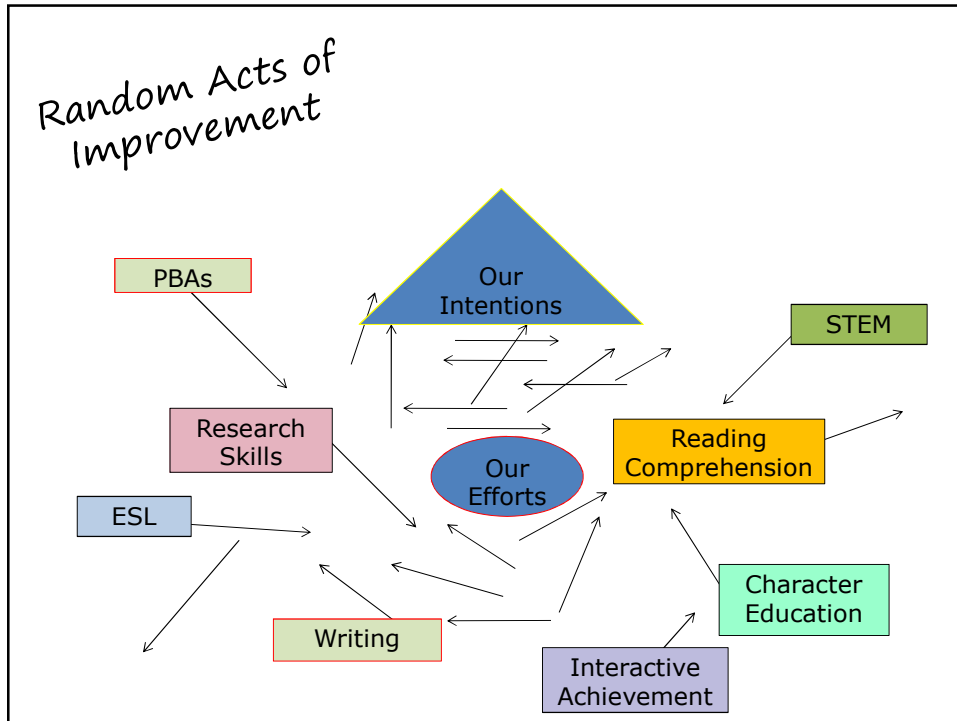 Random Acts of
Improvement
Our
Intentions
PBAs
STEM
Research
Skills
Reading
Comprehension
Our
Efforts
ESL
Character
Education
Writing
Interactive
Achievement